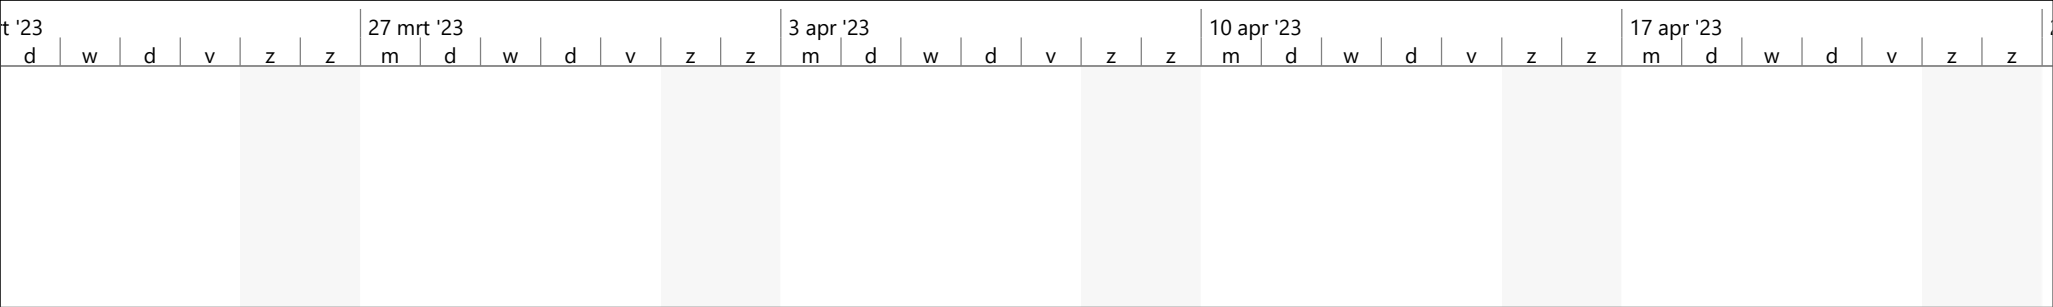 t '23 27 mrt '23 3 apr '23 10 apr '23 17 apr '23
d w d v z z m d w d v z z m d w d v z z m d w d v z z m d w d v z z